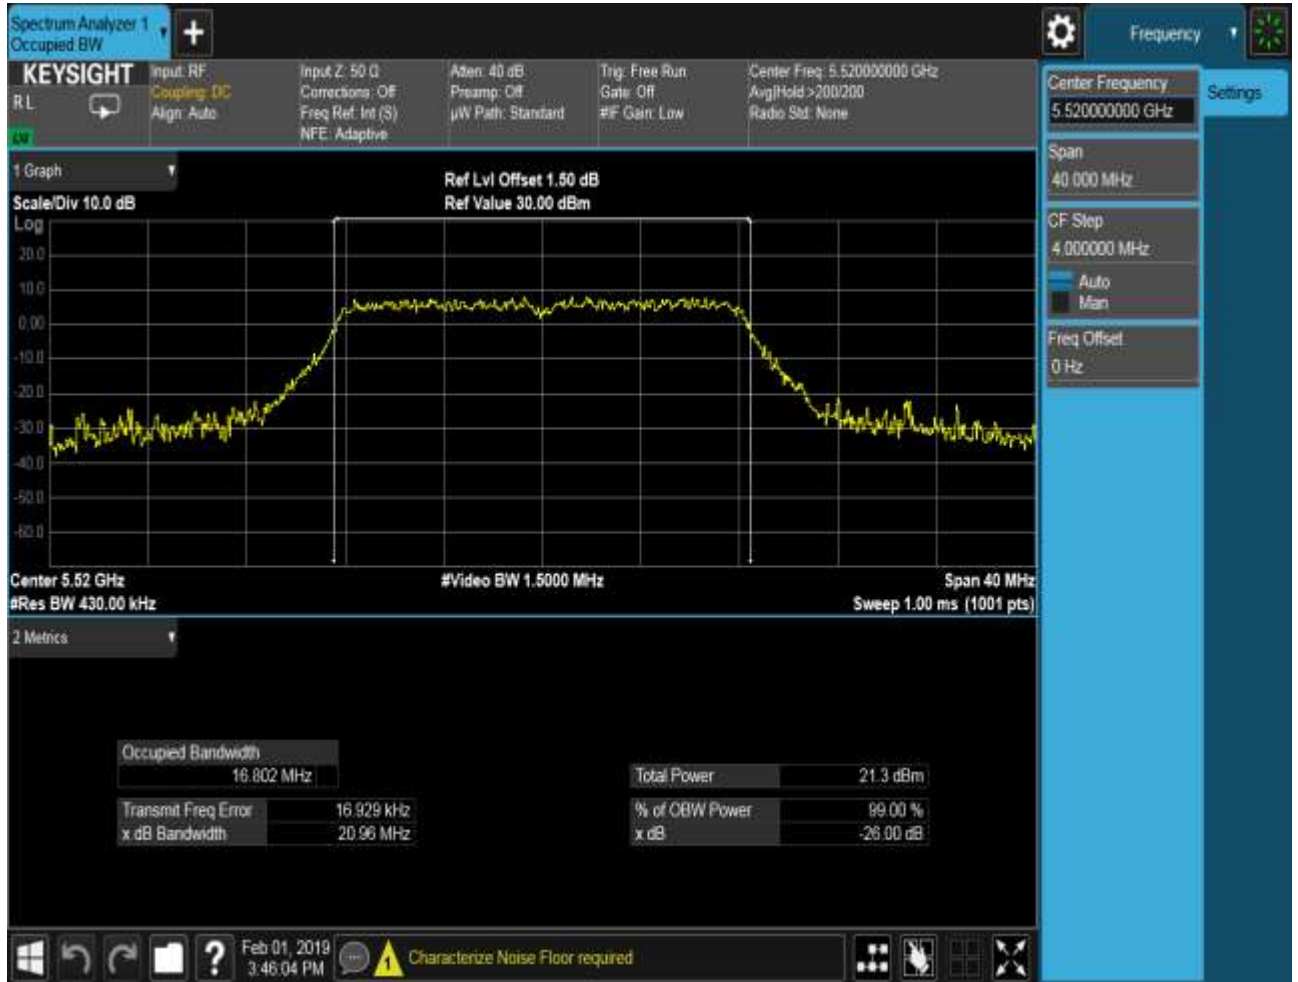 Spectrum Analyzer 1
Occupied BW
Frequency
KEYSIGHT
RL
Input: RF
Coupling: DC
Align: Auto
Input Z: 50 Ω
Corrections: Off
Freq Ref: Int (S)
NFE: Adaptive
Atten: 40 dB
Preamp: Off
µW Path: Standard
Trig: Free Run
Gate: Off
#IF Gain: Low
Center Freq: 5.520000000 GHz
Avg|Hold:>200/200
Radio Std: None
Center Frequency
5.520000000 GHz
Settings
Span
40.000 MHz
CF Step
4.000000 MHz
Auto
Man
Freq Offset
0 Hz
1 Graph
Scale/Div 10.0 dB
Ref Lvl Offset 1.50 dB
Ref Value 30.00 dBm
Log
20.0
10.0
0.00
-10.0
-20.0
-30.0
-40.0
-50.0
-60.0
Center 5.52 GHz
#Video BW 1.5000 MHz
Span 40 MHz
#Res BW 430.00 kHz
Sweep 1.00 ms (1001 pts)
2 Metrics
Occupied Bandwidth
16.802 MHz
Total Power 21.3 dBm
Transmit Freq Error 16.929 kHz
% of OBW Power 99.00 %
x dB Bandwidth 20.96 MHz
x dB -26.00 dB
Feb 01, 2019
3:46:04 PM
1
Characterize Noise Floor required